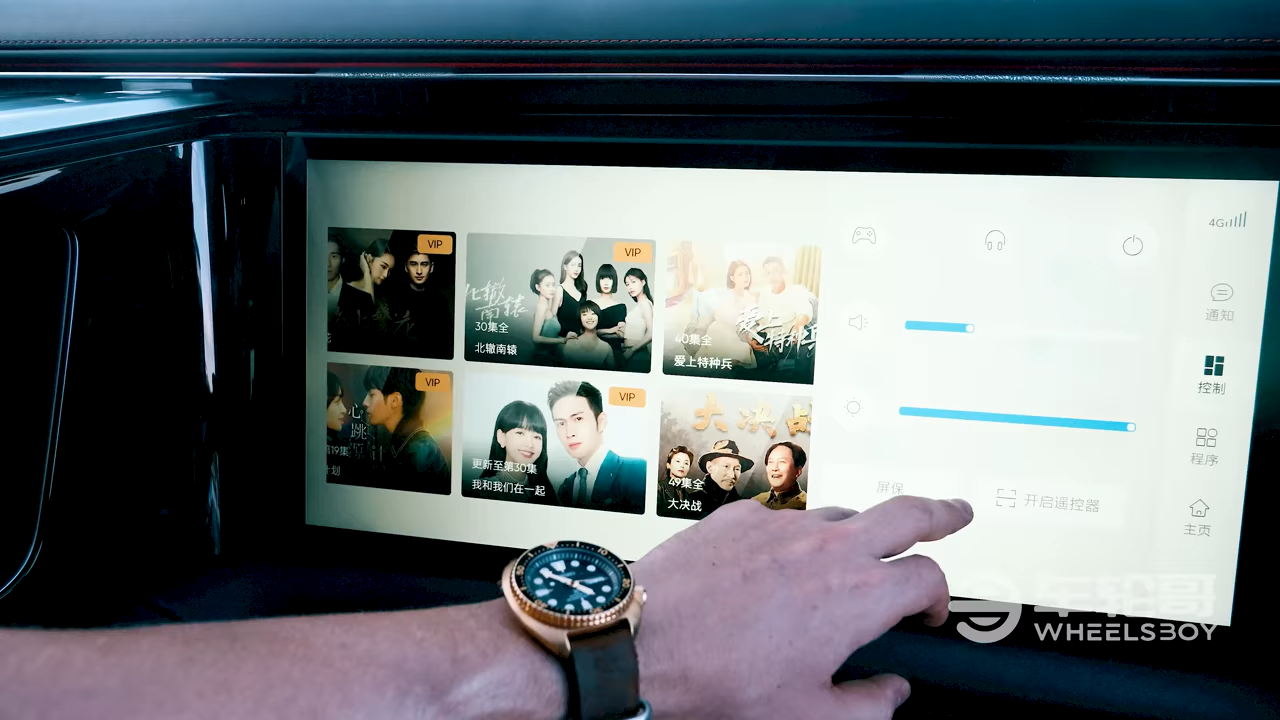 VIP
VIP
北辙南辕
30集全
北辙南辕
爱上特种兵
40集全
爱上特种兵
VIP
心跳
第19集
计划
VIP
更新至第30集
我和我们在一起
大决战
49集全
大决战
屏保
开启遥控器
4G
通知
控制
程序
主页
车轮哥
WHEELSBOY